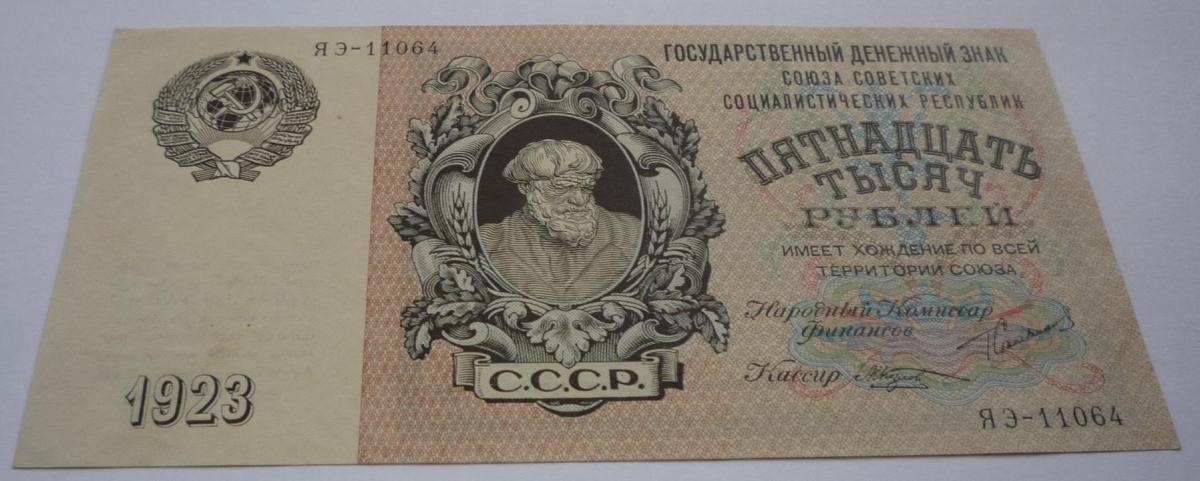 ЯЭ-11064
ГОСУДАРСТВЕННЫЙ ДЕНЕЖНЫЙ ЗНАК
СОЮЗА СОВЕТСКИХ
СОЦИАЛИСТИЧЕСКИХ РЕСПУБЛИК
ПЯТНАДЦАТЬ
ТЫСЯЧ
РУБЛЕЙ
ИМЕЕТ ХОЖДЕНИЕ ПО ВСЕЙ
ТЕРРИТОРИИ СОЮЗА
Народный Комиссар
финансов
Кассир
С.С.С.Р.
1923
ЯЭ-11064